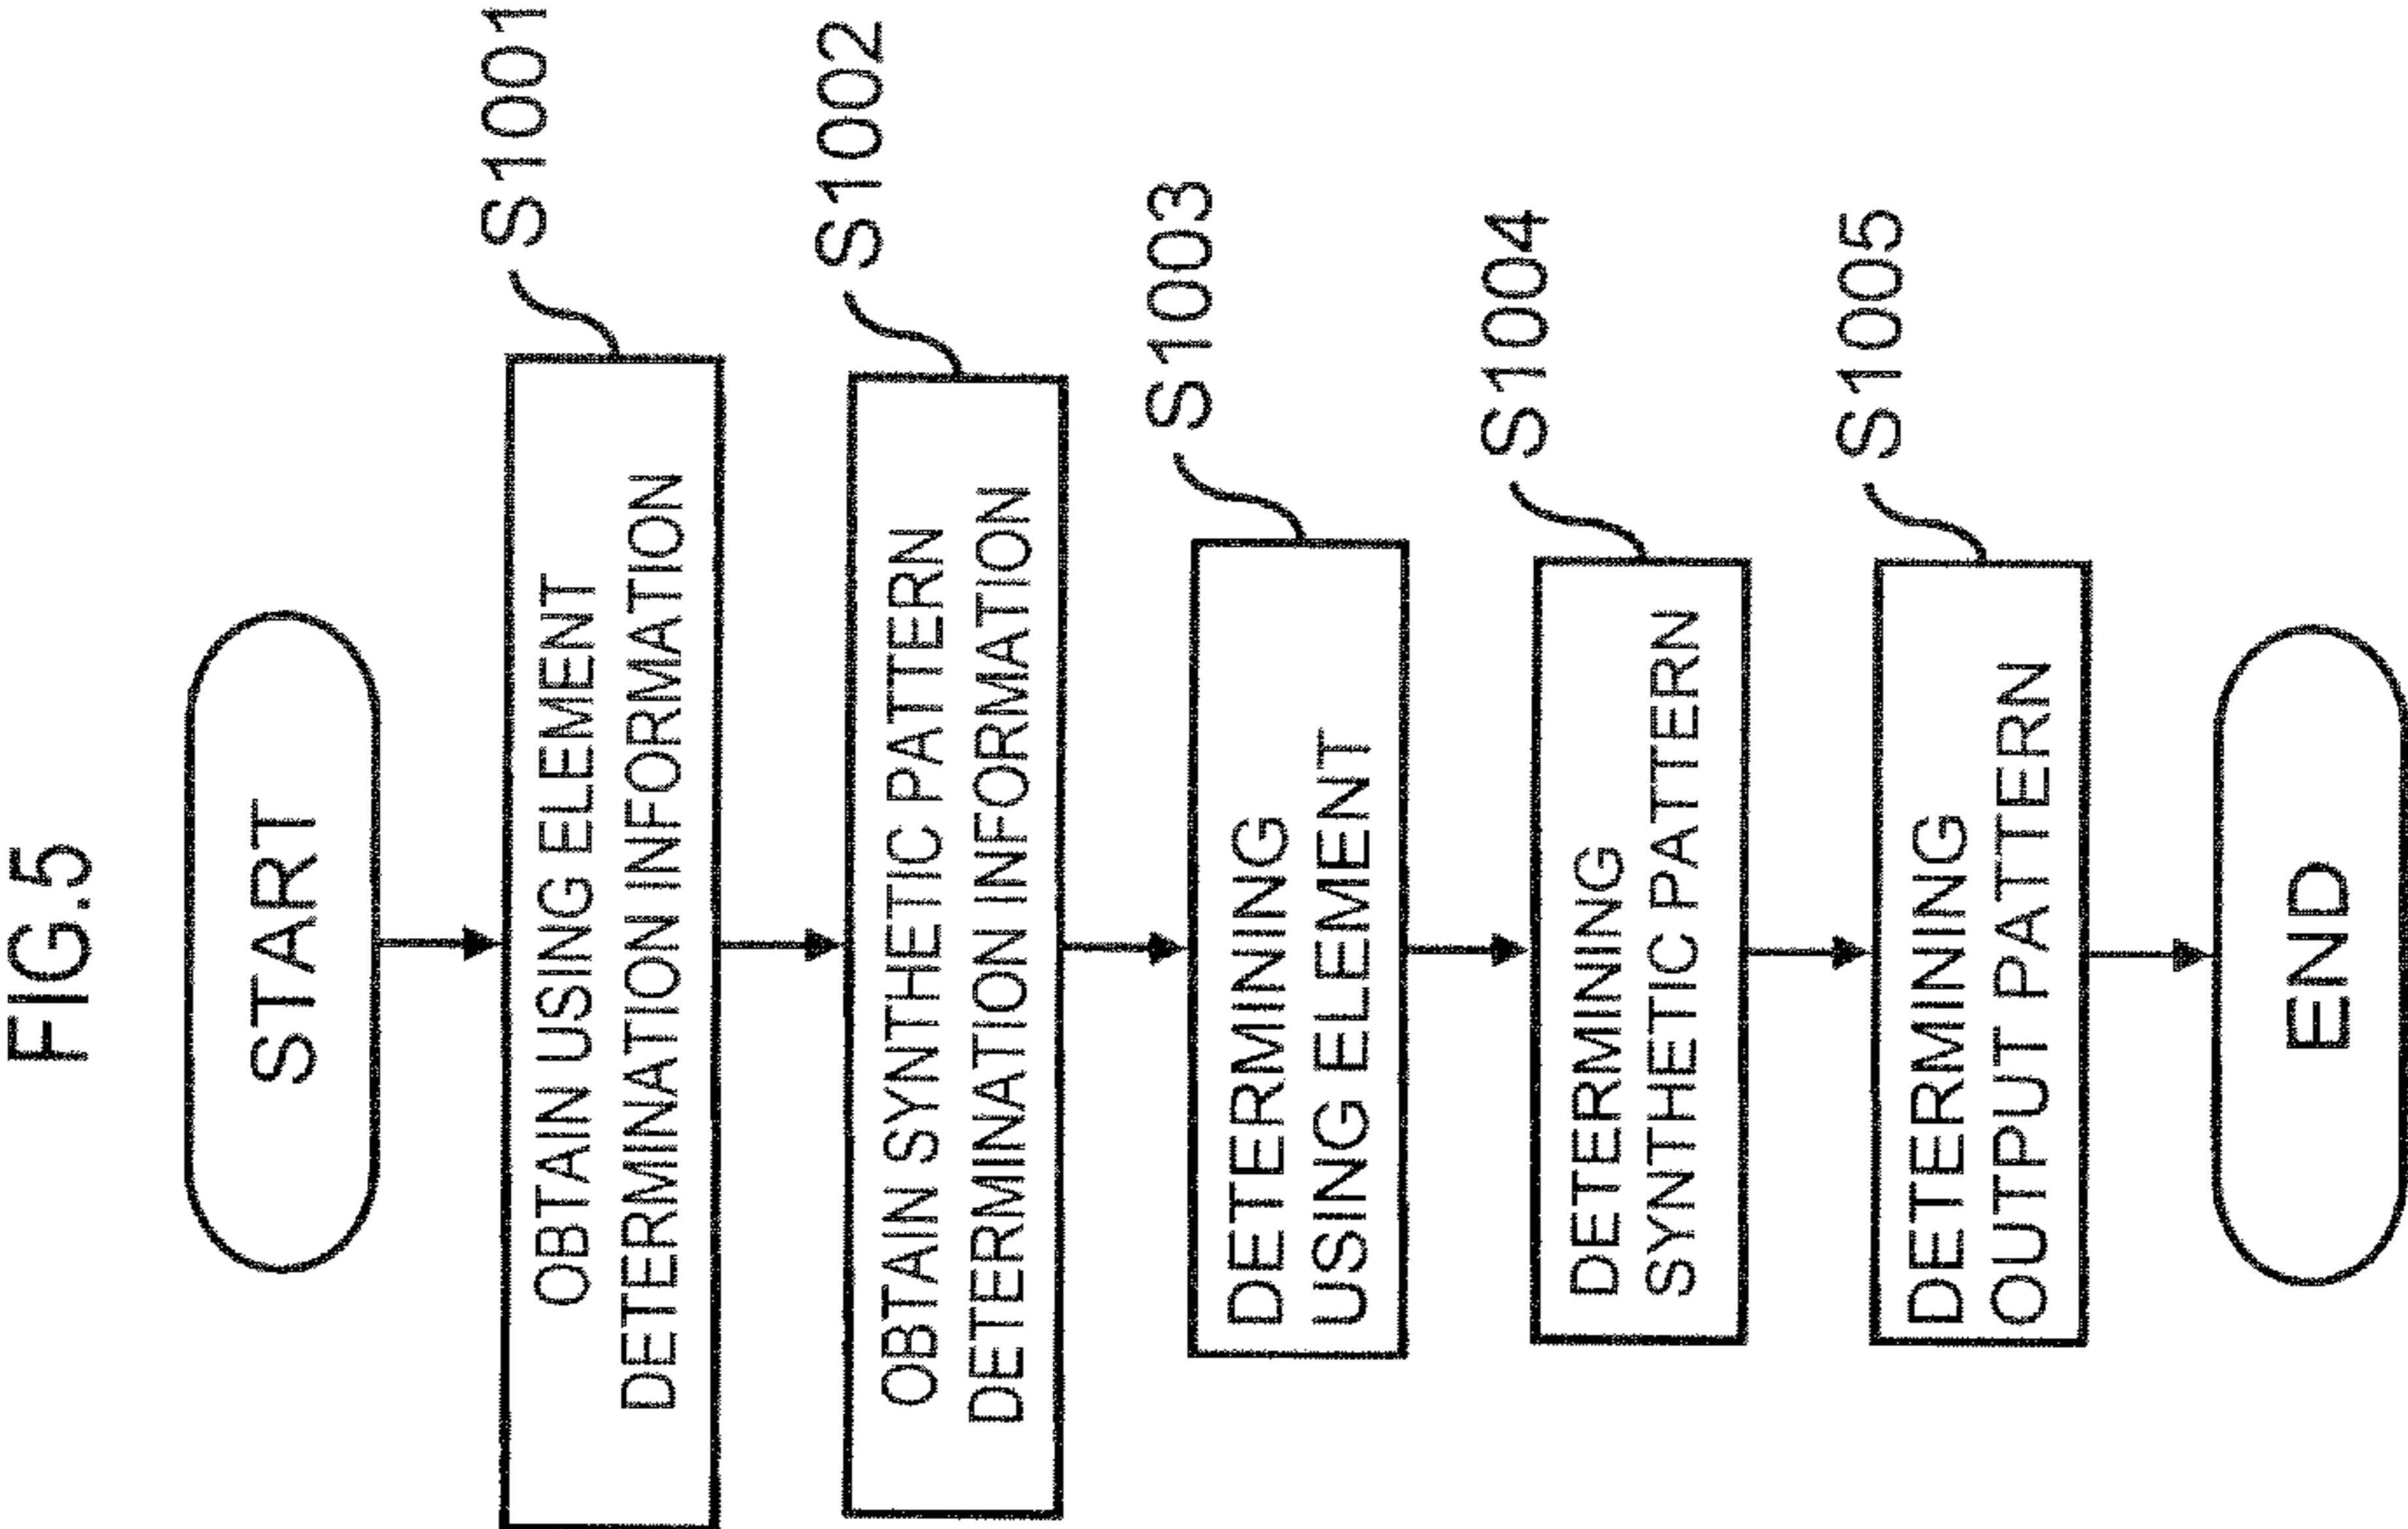 FIG.5
START
OBTAIN USING ELEMENT
DETERMINATION INFORMATION
S1001
OBTAIN SYNTHETIC PATTERN
DETERMINATION INFORMATION
S1002
DETERMINING
USING ELEMENT
S1003
DETERMINING
SYNTHETIC PATTERN
S1004
DETERMINING
OUTPUT PATTERN
S1005
END